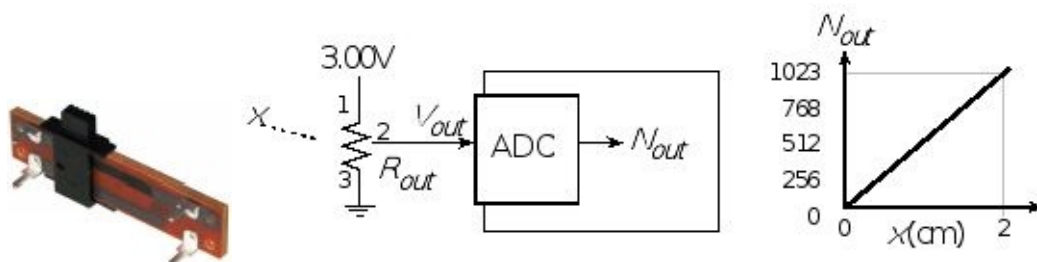 3.00V
1
x
2
3
V_out
R_out
ADC
N_out
N_out
1023
768
512
256
0
0
2
x(cm)